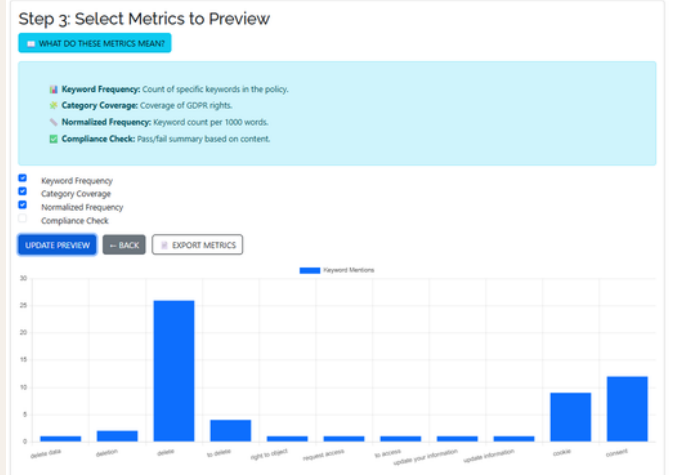 Step 3: Select Metrics to Preview
WHAT DO THESE METRICS MEAN?
Keyword Frequency: Count of specific keywords in the policy.
Category Coverage: Coverage of GDPR rights.
Normalized Frequency: Keyword count per 1000 words.
Compliance Check: Pass/fail summary based on content.
Keyword Frequency
Category Coverage
Normalized Frequency
Compliance Check
UPDATE PREVIEW ← BACK EXPORT METRICS
Keyword Mentions
30
25
20
15
10
5
0
delete data deletion delete to delete right to object request access to access update your information update information cookie consent